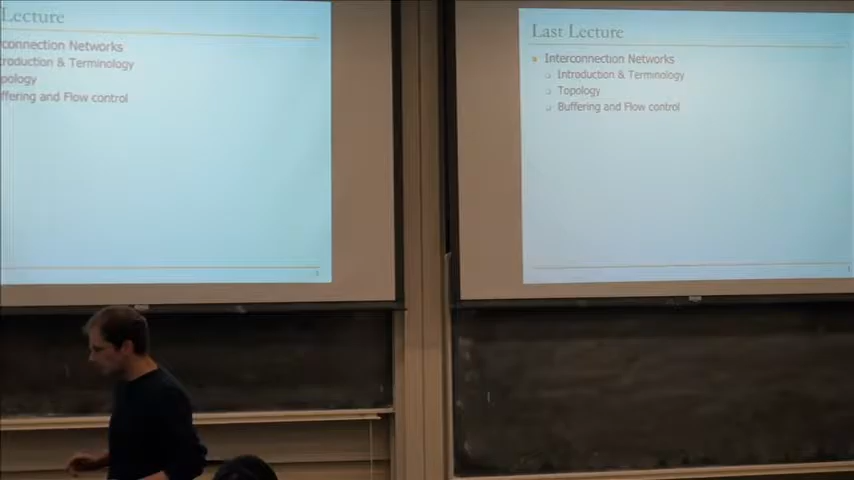 Lecture
connection Networks
roduction & Terminology
pology
ffering and Flow control
Last Lecture
Interconnection Networks
Introduction & Terminology
Topology
Buffering and Flow control